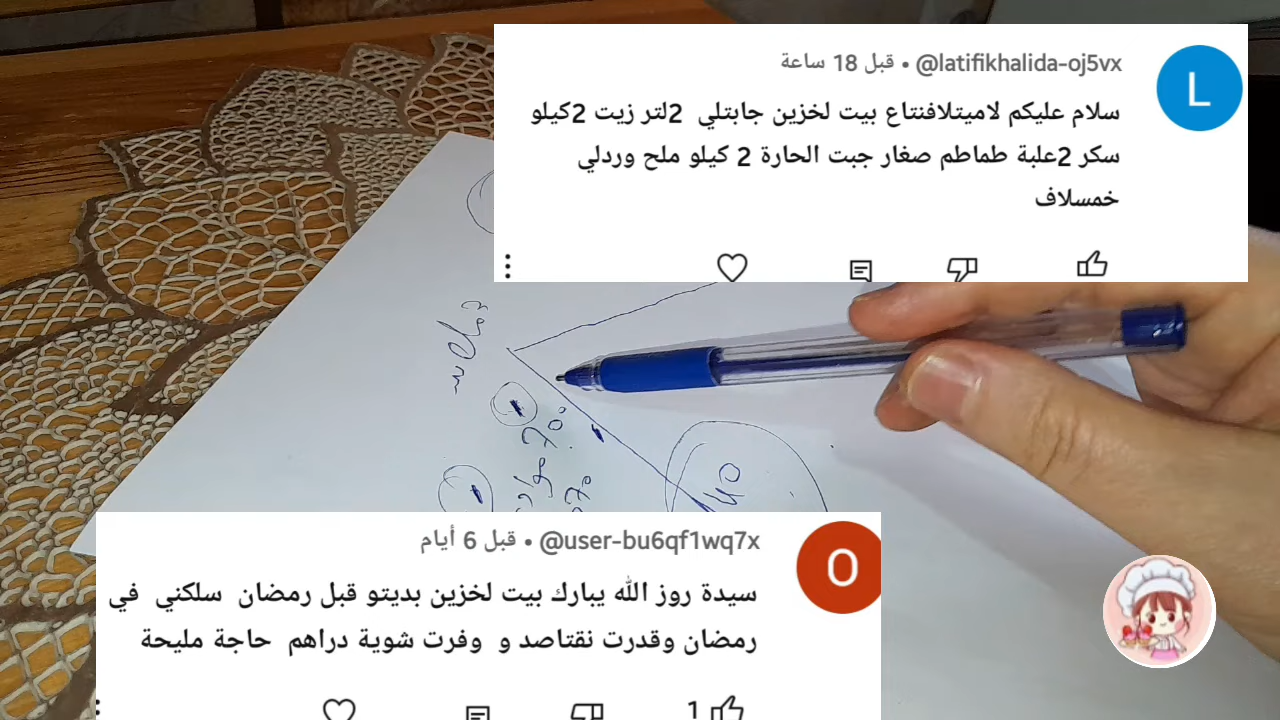 @latifikhalida-oj5vx • قبل 18 ساعة
L
سلام عليكم لاميتلافنتاع بيت لخزين جابتلي 2لتر زيت 2كيلو
سكر 2علبة طماطم صغار جبت الحارة 2 كيلو ملح وردلي
خمسلاف
40
@user-bu6qf1wq7x • قبل 6 أيام
O
سيدة روز الله يبارك بيت لخزين بديتو قبل رمضان سلكني في
رمضان وقدرت نقتاصد و وفرت شوية دراهم حاجة مليحة
1